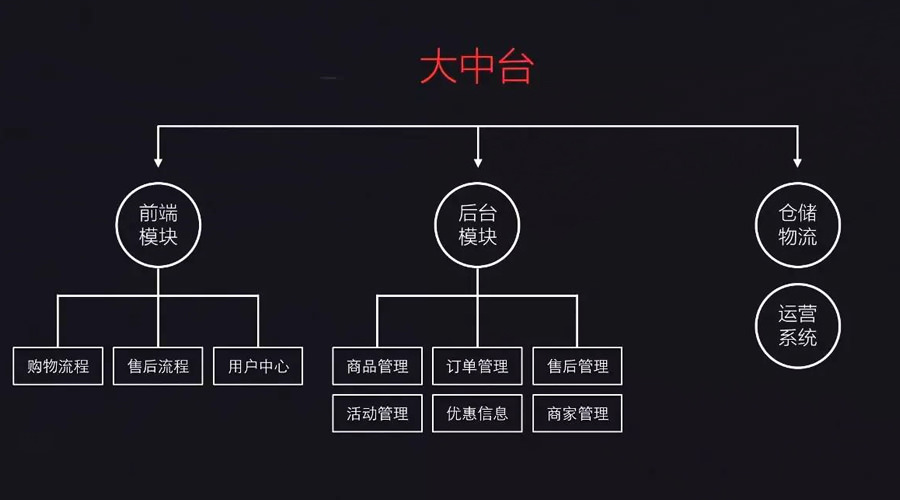 大中台
前端
模块
后台
模块
仓储
物流
运营
系统
购物流程
售后流程
用户中心
商品管理
订单管理
售后管理
活动管理
优惠信息
商家管理